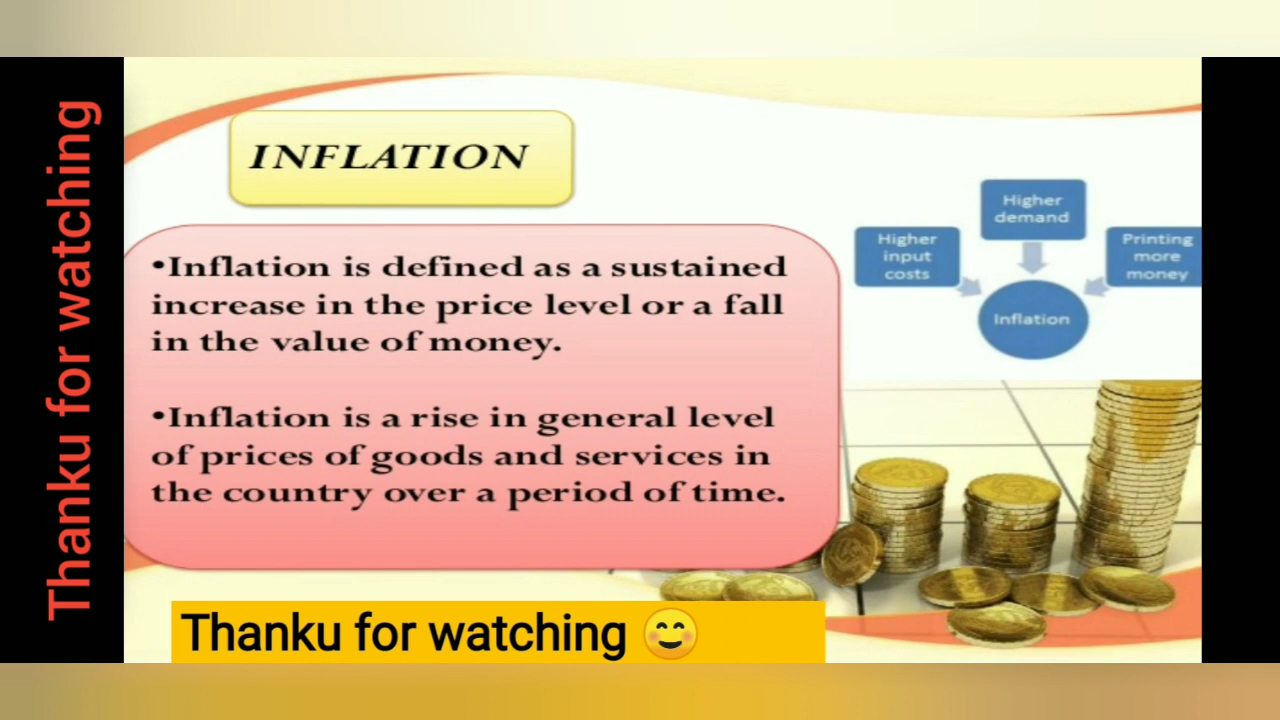 Thanku for watching
INFLATION
•Inflation is defined as a sustained
increase in the price level or a fall
in the value of money.
•Inflation is a rise in general level
of prices of goods and services in
the country over a period of time.
Higher
demand
Higher
input
costs
Printing
more
money
Inflation
Thanku for watching 😊